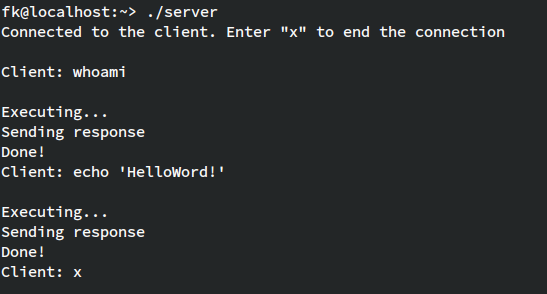 fk@localhost:~> ./server
Connected to the client. Enter "x" to end the connection
Client: whoami
Executing...
Sending response
Done!
Client: echo 'HelloWord!'
Executing...
Sending response
Done!
Client: x